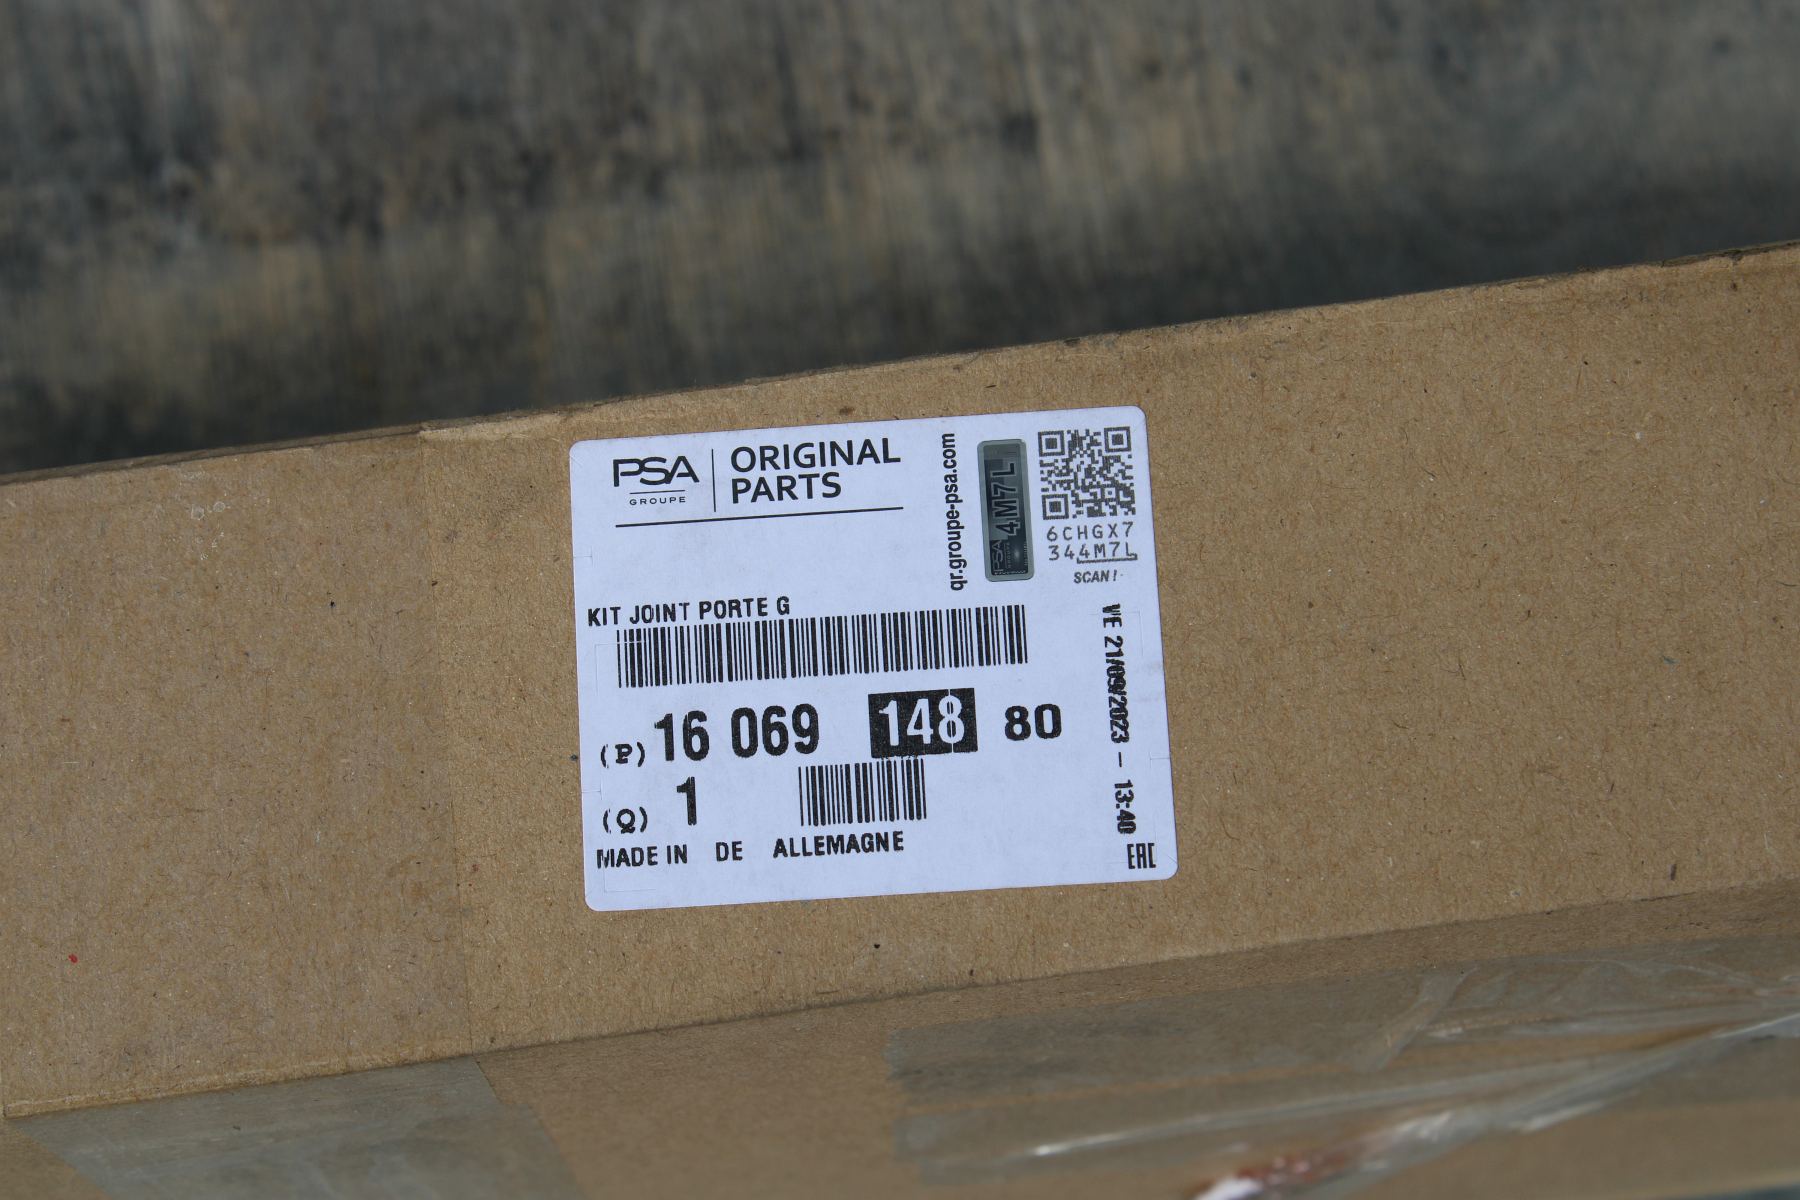 PSA
GROUPE
ORIGINAL
PARTS
qr.groupe-psa.com
PSA
4M7L
6CHGX7
344M7L
SCAN !
KIT JOINT PORTE G
(P) 16 069 148 80
(Q) 1
MADE IN DE ALLEMAGNE
VE 21/09/2023 - 13:40
EAC